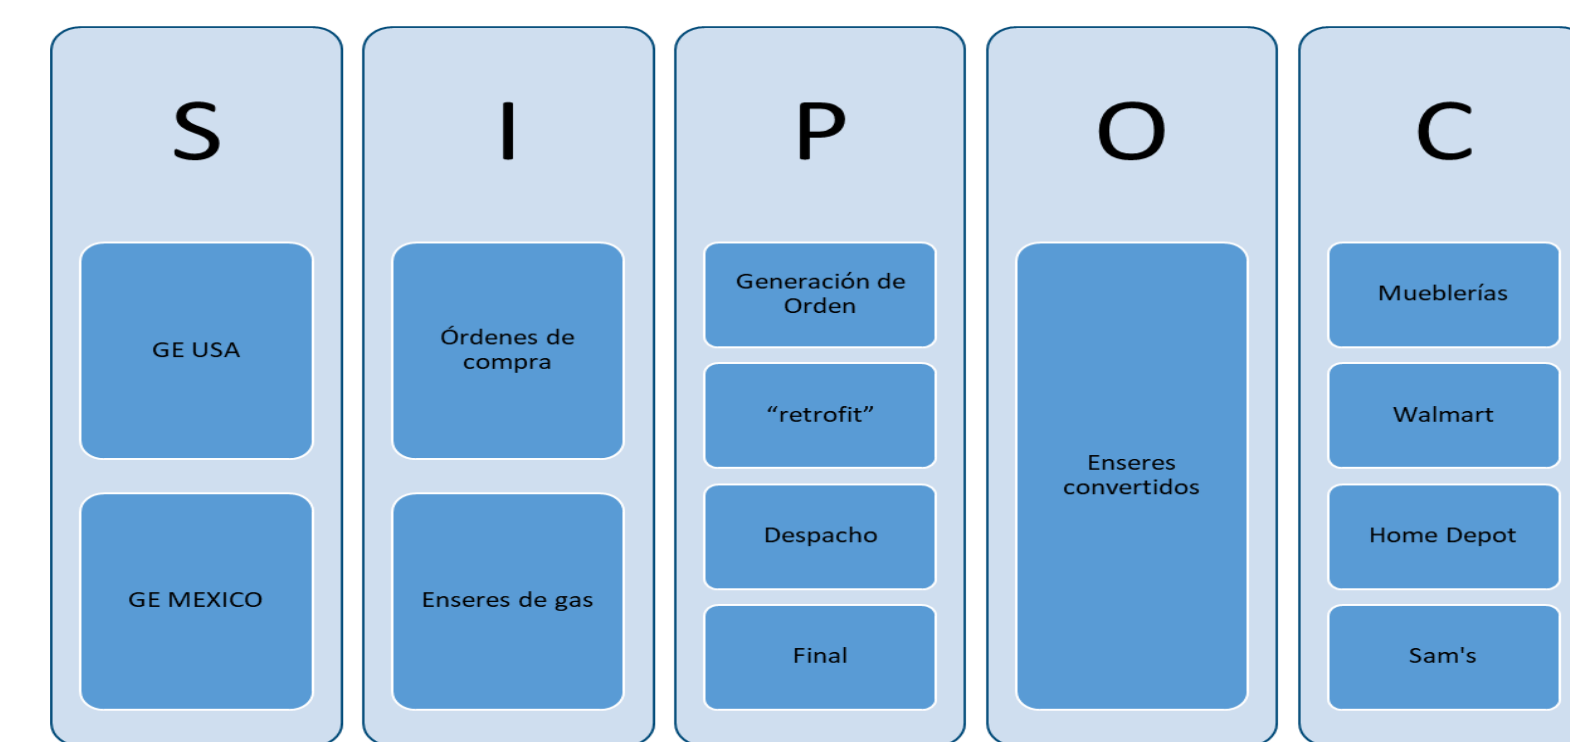 S
GE USA
GE MEXICO
I
Órdenes de
compra
Enseres de gas
P
Generación de
Orden
“retrofit”
Despacho
Final
O
Enseres
convertidos
C
Mueblerías
Walmart
Home Depot
Sam's